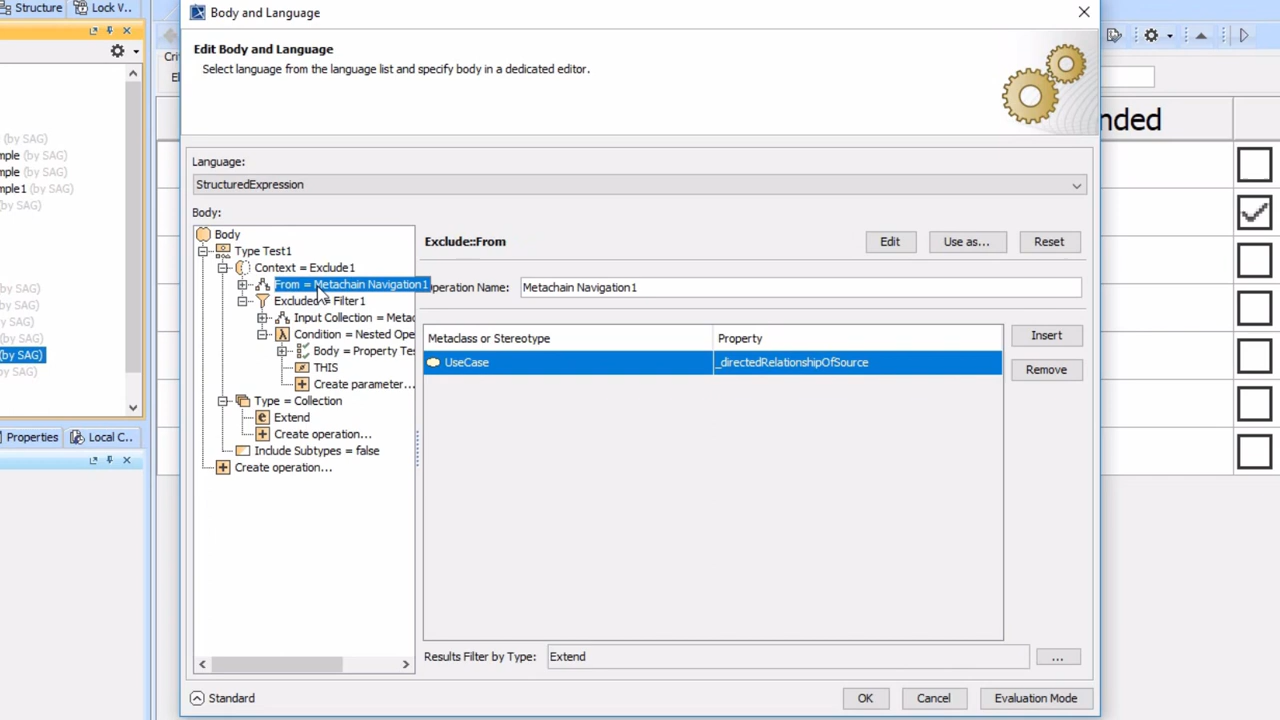 Structure
Lock V..
Body and Language
Edit Body and Language
Select language from the language list and specify body in a dedicated editor.
Cri
El
(by SAG)
mple (by SAG)
mple (by SAG)
mple1 (by SAG)
(by SAG)
(by SAG)
(by SAG)
(by SAG)
(by SAG)
(by SAG)
(by SAG)
Properties
Local C..
nded
Language:
StructuredExpression
Body:
Body
Type Test1
Context = Exclude1
From = Metachain Navigation1
Excluded = Filter1
Input Collection = Metac
Condition = Nested Ope
Body = Property Tes
THIS
Create parameter...
Type = Collection
Extend
Create operation...
Include Subtypes = false
Create operation...
Exclude::From
Edit
Use as...
Reset
Operation Name:
Metachain Navigation1
Metaclass or Stereotype
Property
UseCase
_directedRelationshipOfSource
Insert
Remove
Results Filter by Type:
Extend
...
Standard
OK
Cancel
Evaluation Mode